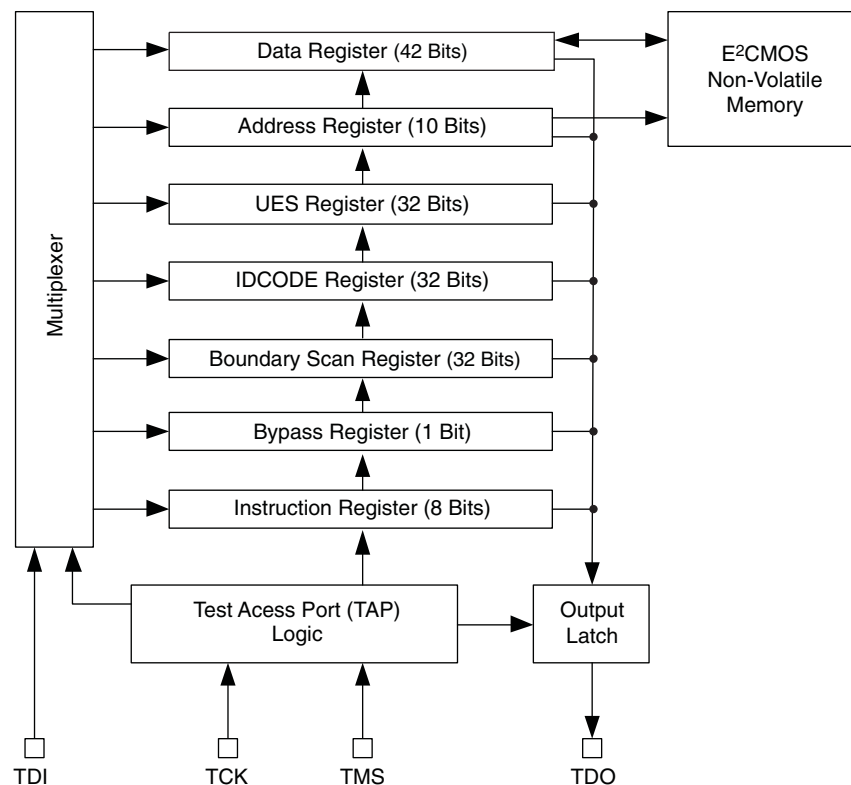 Multiplexer
Data Register (42 Bits)
E²CMOS
Non-Volatile
Memory
Address Register (10 Bits)
UES Register (32 Bits)
IDCODE Register (32 Bits)
Boundary Scan Register (32 Bits)
Bypass Register (1 Bit)
Instruction Register (8 Bits)
Test Acess Port (TAP)
Logic
Output
Latch
TDI
TCK
TMS
TDO